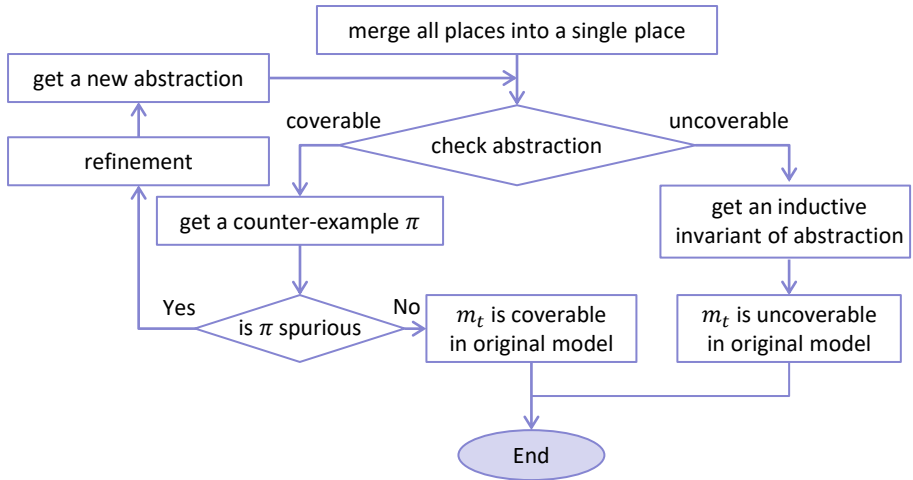 merge all places into a single place
get a new abstraction
coverable
uncoverable
check abstraction
refinement
get a counter-example π
get an inductive
invariant of abstraction
Yes
No
is π spurious
m_t is coverable
in original model
m_t is uncoverable
in original model
End